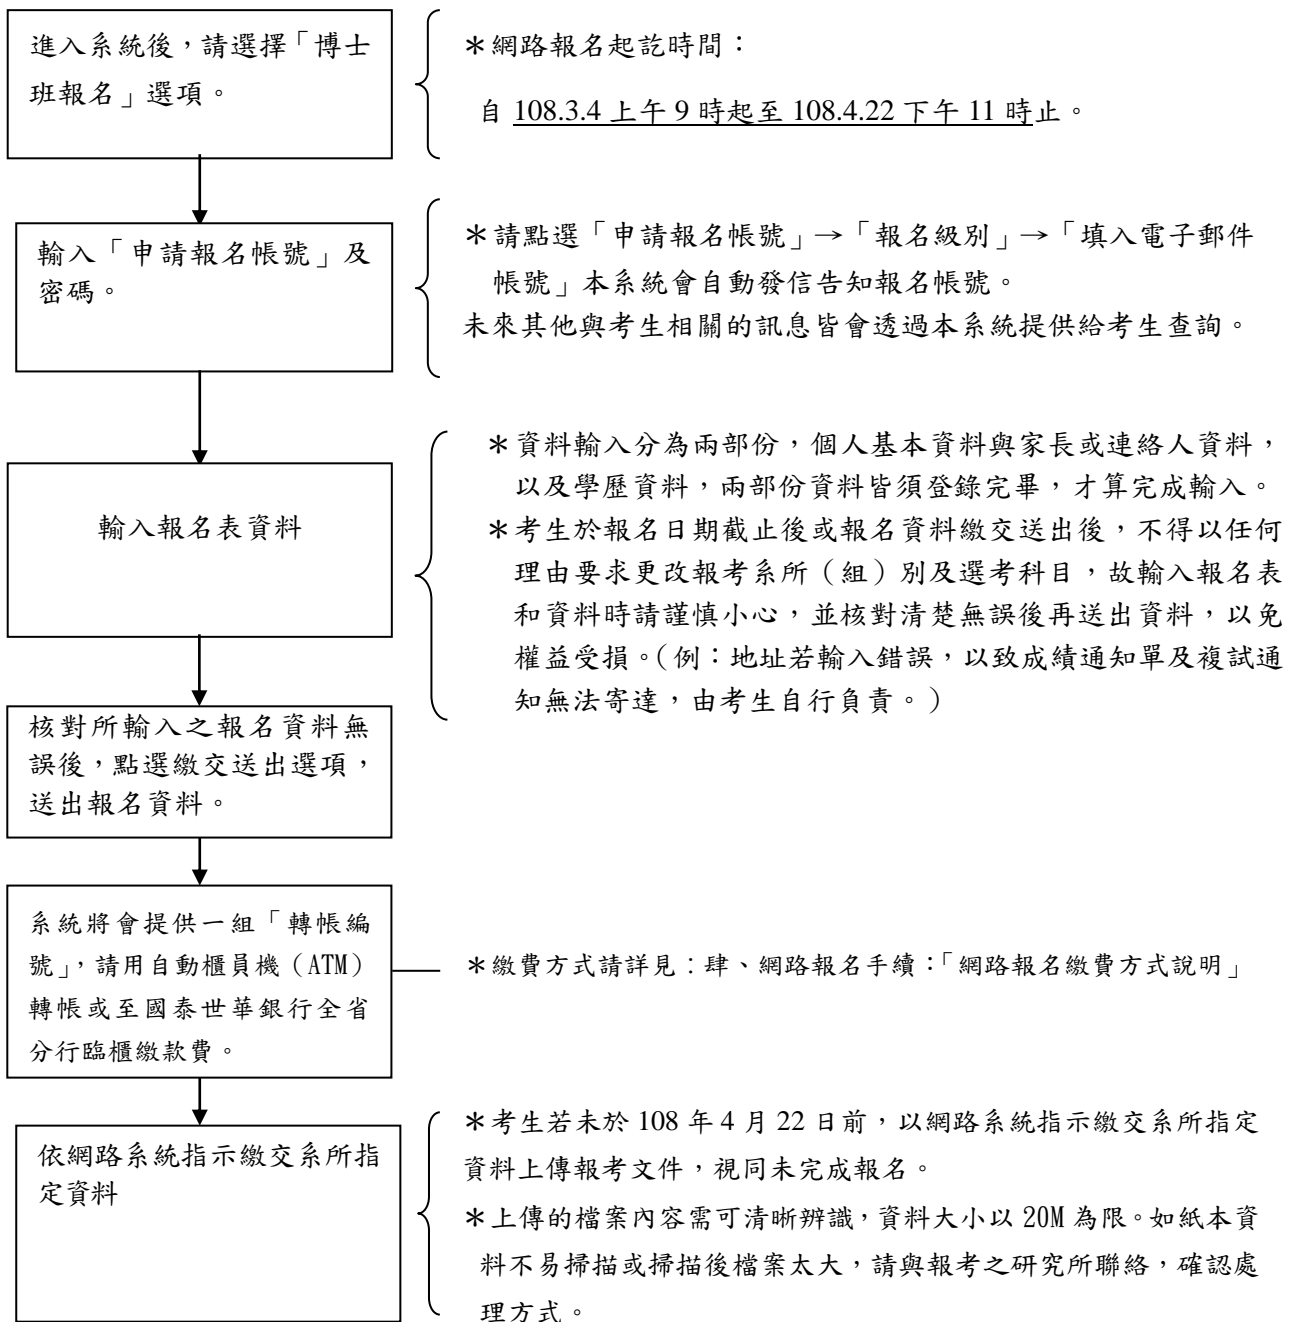 進入系統後，請選擇「博士
班報名」選項。
＊網路報名起訖時間：
自 108.3.4 上午 9 時起至 108.4.22 下午 11 時止。
輸入「申請報名帳號」及
密碼。
＊請點選「申請報名帳號」→「報名級別」→「填入電子郵件
帳號」本系統會自動發信告知報名帳號。
未來其他與考生相關的訊息皆會透過本系統提供給考生查詢。
輸入報名表資料
＊資料輸入分為兩部份，個人基本資料與家長或連絡人資料，
以及學歷資料，兩部份資料皆須登錄完畢，才算完成輸入。
＊考生於報名日期截止後或報名資料繳交送出後，不得以任何
理由要求更改報考系所（組）別及選考科目，故輸入報名表
和資料時請謹慎小心，並核對清楚無誤後再送出資料，以免
權益受損。（例：地址若輸入錯誤，以致成績通知單及複試通
知無法寄達，由考生自行負責。）
核對所輸入之報名資料無
誤後，點選繳交送出選項，
送出報名資料。
系統將會提供一組「轉帳編
號」，請用自動櫃員機（ATM）
轉帳或至國泰世華銀行全省
分行臨櫃繳款費。
＊繳費方式請詳見：肆、網路報名手續：「網路報名繳費方式說明」
依網路系統指示繳交系所指
定資料
＊考生若未於 108 年 4 月 22 日前，以網路系統指示繳交系所指定
資料上傳報考文件，視同未完成報名。
＊上傳的檔案內容需可清晰辨識，資料大小以 20M 為限。如紙本資
料不易掃描或掃描後檔案太大，請與報考之研究所聯絡，確認處
理方式。